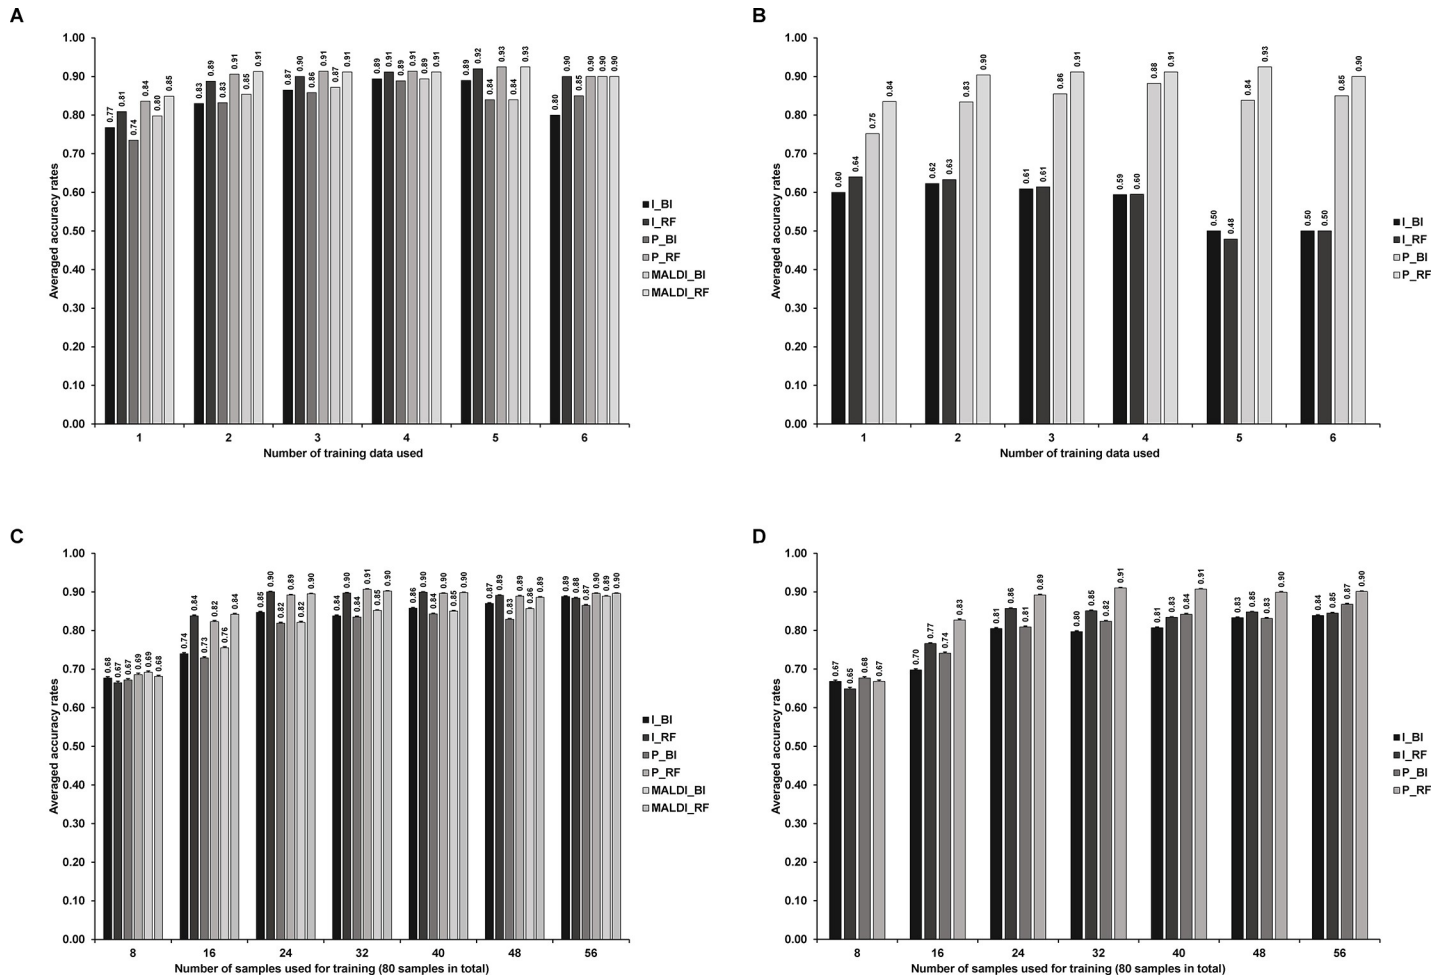 A
1.00
0.90
0.80
0.70
0.60
0.50
0.40
0.30
0.20
0.10
0.00
Averaged accuracy rates
0.77 0.81 0.74 0.84 0.80 0.85
0.83 0.89 0.83 0.91 0.85 0.91
0.87 0.90 0.86 0.91 0.87 0.91
0.89 0.91 0.89 0.91 0.89 0.91
0.89 0.92 0.84 0.93 0.84 0.93
0.80 0.90 0.85 0.90 0.90 0.90
1 2 3 4 5 6
Number of training data used
I_BI
I_RF
P_BI
P_RF
MALDI_BI
MALDI_RF
B
1.00
0.90
0.80
0.70
0.60
0.50
0.40
0.30
0.20
0.10
0.00
Averaged accuracy rates
0.60 0.64 0.75 0.84
0.62 0.63 0.83 0.90
0.61 0.61 0.86 0.91
0.59 0.60 0.88 0.91
0.50 0.48 0.84 0.93
0.50 0.50 0.85 0.90
1 2 3 4 5 6
Number of training data used
I_BI
I_RF
P_BI
P_RF
C
1.00
0.90
0.80
0.70
0.60
0.50
0.40
0.30
0.20
0.10
0.00
Averaged accuracy rates
0.68 0.67 0.67 0.69 0.69 0.68
0.74 0.84 0.73 0.82 0.76 0.84
0.85 0.90 0.82 0.89 0.82 0.90
0.84 0.90 0.84 0.91 0.85 0.90
0.86 0.90 0.84 0.90 0.85 0.90
0.87 0.89 0.83 0.89 0.86 0.89
0.89 0.88 0.87 0.90 0.89 0.90
8 16 24 32 40 48 56
Number of samples used for training (80 samples in total)
I_BI
I_RF
P_BI
P_RF
MALDI_BI
MALDI_RF
D
1.00
0.90
0.80
0.70
0.60
0.50
0.40
0.30
0.20
0.10
0.00
Averaged accuracy rates
0.67 0.65 0.68 0.67
0.70 0.77 0.74 0.83
0.81 0.86 0.81 0.89
0.80 0.85 0.82 0.91
0.81 0.83 0.84 0.91
0.83 0.85 0.83 0.90
0.84 0.85 0.87 0.90
8 16 24 32 40 48 56
Number of samples used for training (80 samples in total)
I_BI
I_RF
P_BI
P_RF